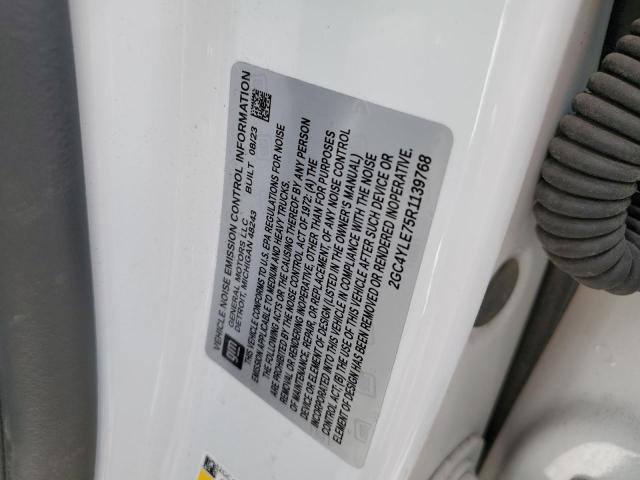 gm
VEHICLE NOISE EMISSION CONTROL INFORMATION
GENERAL MOTORS, LLC
BUILT 08/23
DETROIT, MICHIGAN 48243
THIS VEHICLE CONFORMS TO U.S. EPA REGULATIONS FOR NOISE
EMISSION APPLICABLE TO MEDIUM AND HEAVY TRUCKS.
THE FOLLOWING ACTS OR THE CAUSING THEREOF BY ANY PERSON
ARE PROHIBITED BY THE NOISE CONTROL ACT OF 1972: (A) THE
REMOVAL OR RENDERING INOPERATIVE, OTHER THAN FOR PURPOSES
OF MAINTENANCE, REPAIR, OR REPLACEMENT, OF ANY NOISE CONTROL
DEVICE OR ELEMENT OF DESIGN (LISTED IN THE OWNER'S MANUAL)
INCORPORATED INTO THIS VEHICLE IN COMPLIANCE WITH THE NOISE
CONTROL ACT, (B) THE USE OF THIS VEHICLE AFTER SUCH DEVICE OR
ELEMENT OF DESIGN HAS BEEN REMOVED OR RENDERED INOPERATIVE.
2GC4YLE75R1139768